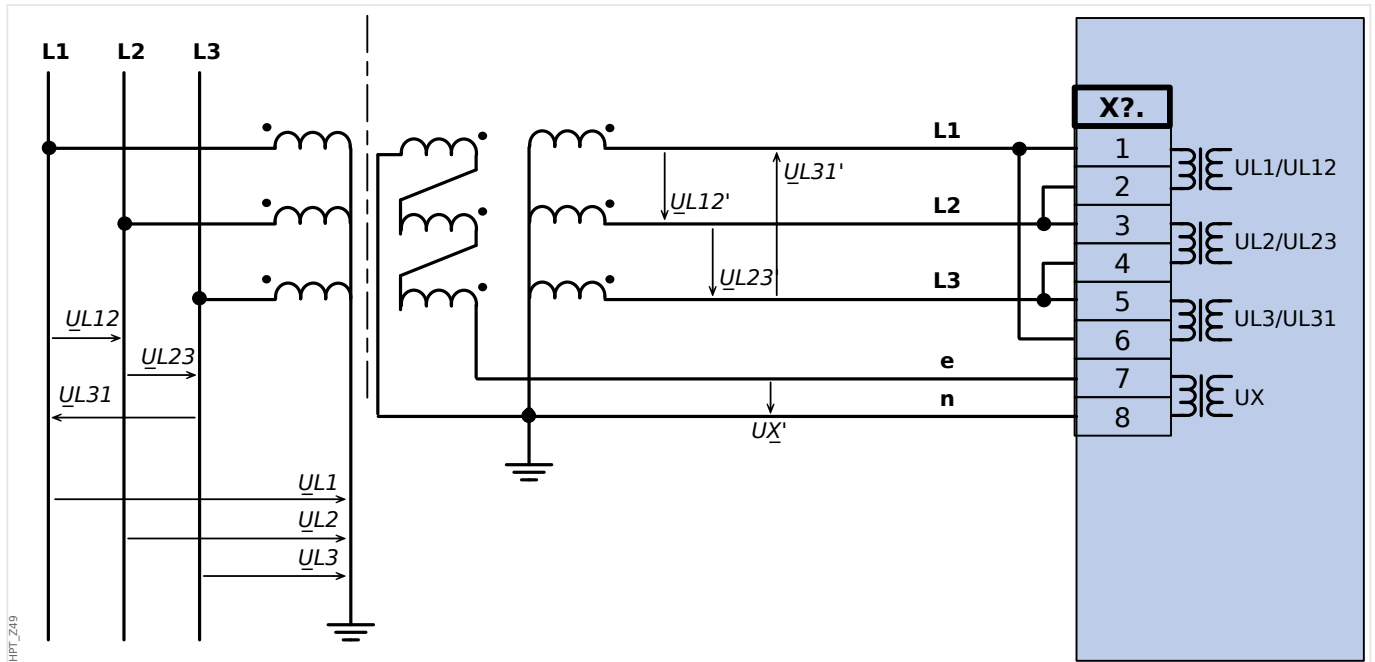 L1 L2 L3
X?.
L1
1
UL1/UL12
UL31'
2
UL12'
L2
3
UL2/UL23
4
UL23'
L3
5
UL3/UL31
UL12
6
UL23
e
7
UL31
n
UX
8
UX'
UL1
UL2
UL3
HPT_Z49